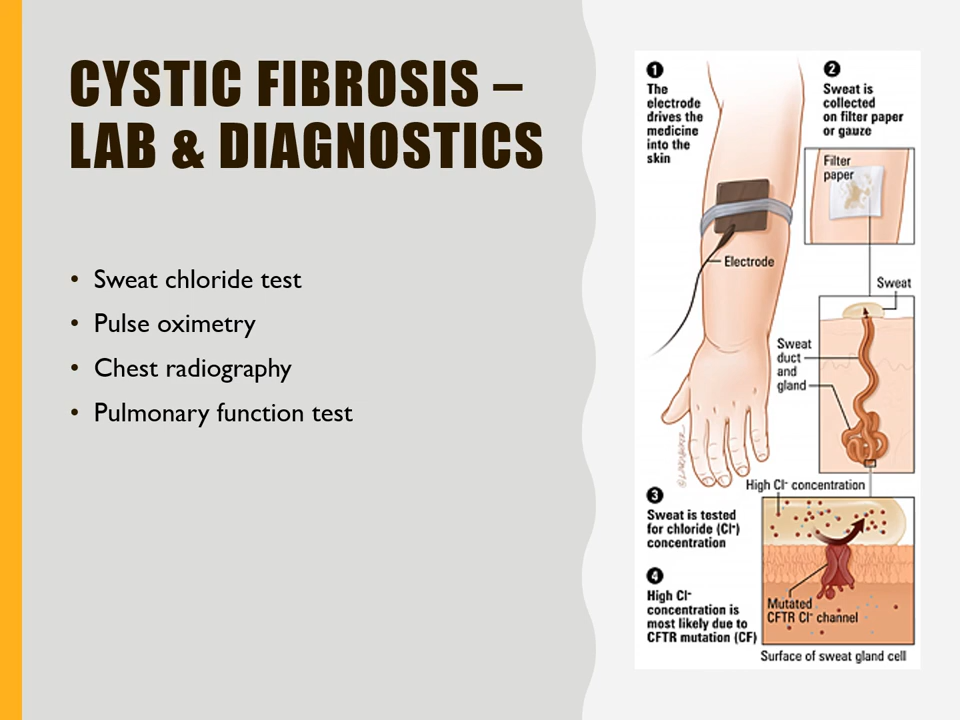 CYSTIC FIBROSIS –
LAB & DIAGNOSTICS
• Sweat chloride test
• Pulse oximetry
• Chest radiography
• Pulmonary function test
1
The
electrode
drives the
medicine
into the
skin
2
Sweat is
collected
on filter paper
or gauze
Filter
paper
Electrode
Sweat
Sweat
duct
and
gland
High Cl⁻ concentration
3
Sweat is tested
for chloride (Cl⁻)
concentration
4
High Cl⁻
concentration is
most likely due to
CFTR mutation (CF)
Mutated
CFTR Cl⁻ channel
Surface of sweat gland cell